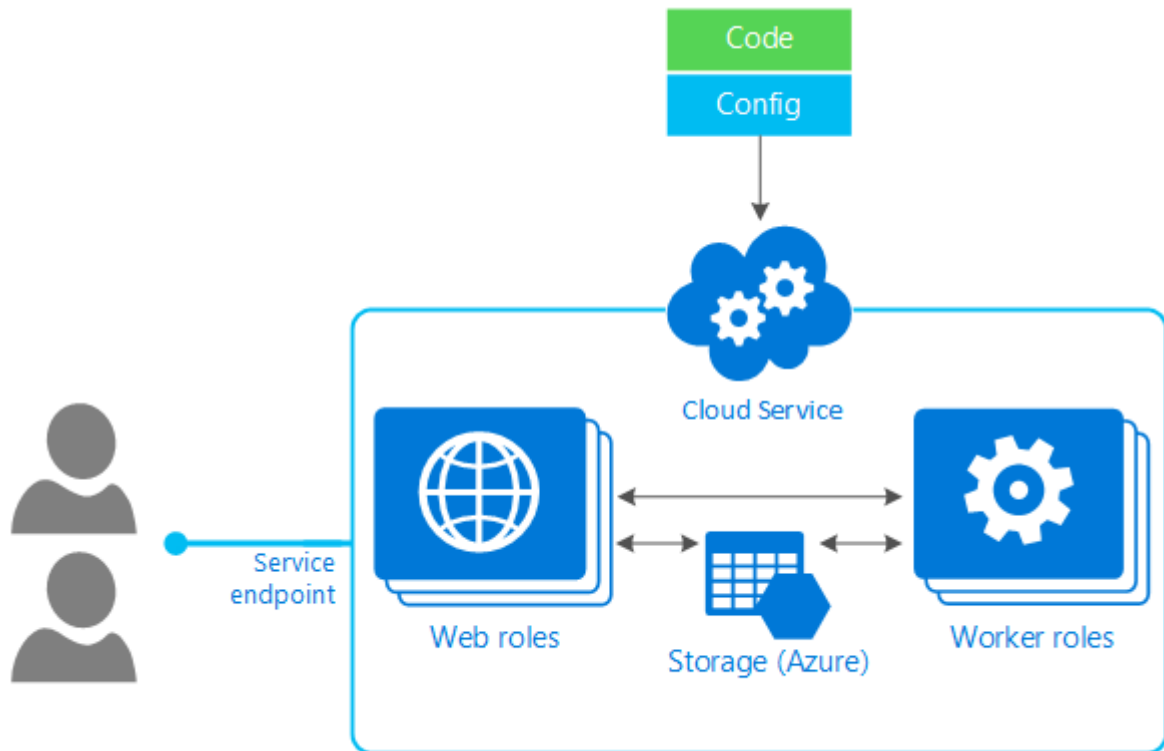 Code
Config
Cloud Service
Service
endpoint
Web roles
Storage (Azure)
Worker roles